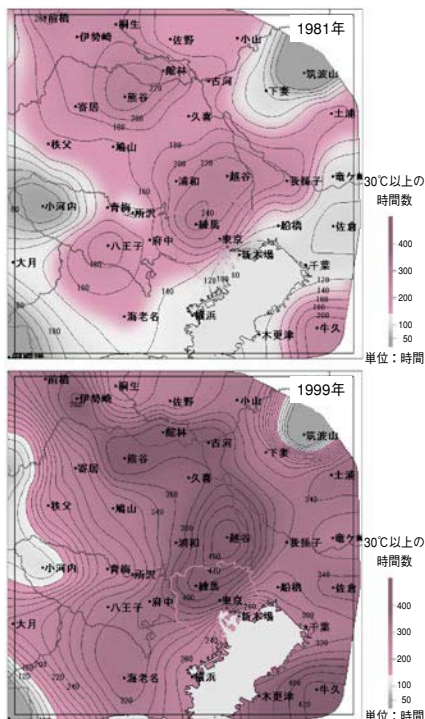 1981年
前橋
桐生
伊勢崎
佐野
小山
筑波山
館林
古河
下妻
熊谷
寄居
久喜
土浦
秩父
鳩山
浦和
越谷
我孫子
竜ケ
小河内
青梅
所沢
練馬
船橋
佐倉
八王子
府中
東京
新木場
大月
千葉
海老名
横浜
木更津
牛久
30℃以上の
時間数
400
300
200
100
50
単位：時間
1999年
前橋
桐生
伊勢崎
佐野
小山
筑波山
館林
古河
下妻
熊谷
寄居
久喜
土浦
秩父
鳩山
浦和
越谷
我孫子
竜ケ
小河内
青梅
所沢
練馬
船橋
佐倉
八王子
府中
東京
新木場
大月
千葉
海老名
横浜
木更津
牛久
30℃以上の
時間数
400
300
200
100
50
単位：時間